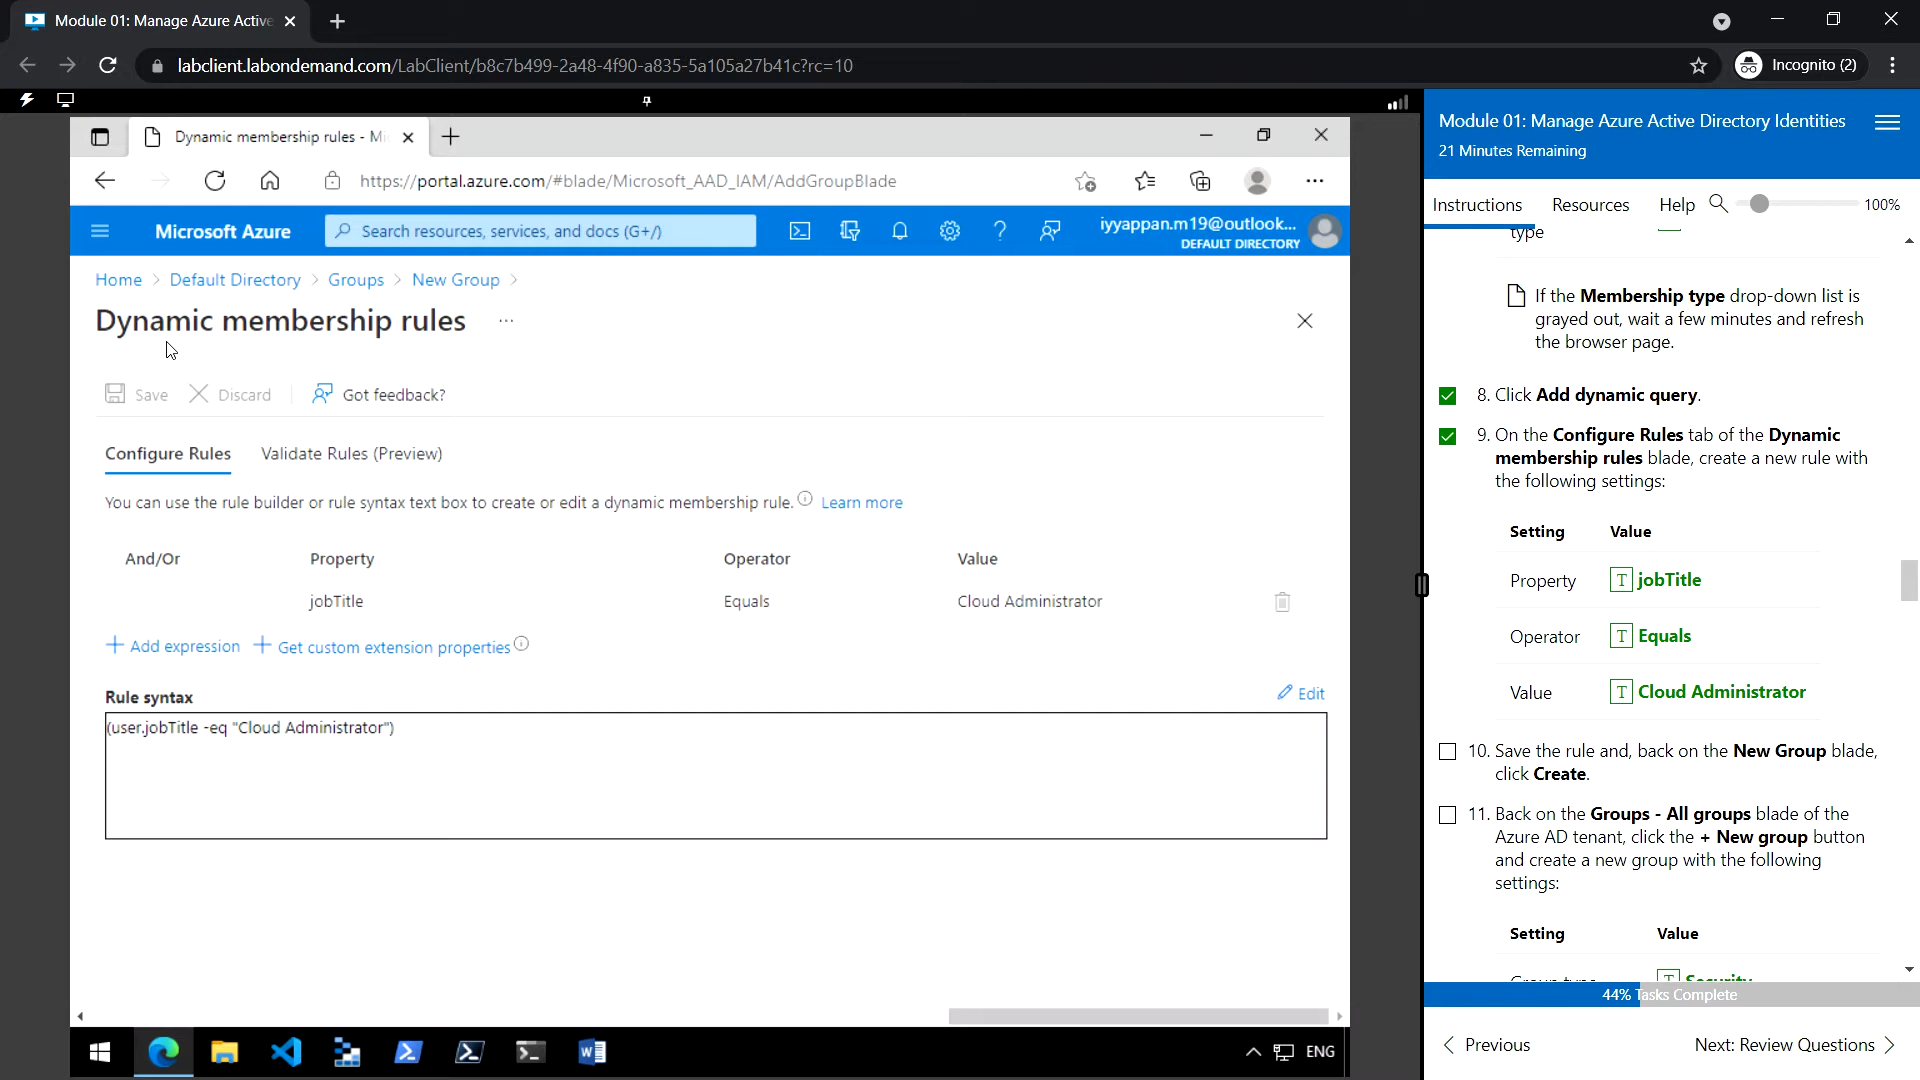 Module 01: Manage Azure Active
labclient.labondemand.com/LabClient/b8c7b499-2a48-4f90-a835-5a105a27b41c?rc=10
Incognito (2)
Dynamic membership rules - Mi
https://portal.azure.com/#blade/Microsoft_AAD_IAM/AddGroupBlade
Microsoft Azure
Search resources, services, and docs (G+/)
iyyappan.m19@outlook...
DEFAULT DIRECTORY
Home > Default Directory > Groups > New Group >
Dynamic membership rules ...
Save
Discard
Got feedback?
Configure Rules
Validate Rules (Preview)
You can use the rule builder or rule syntax text box to create or edit a dynamic membership rule. Learn more
And/Or Property Operator Value
jobTitle Equals Cloud Administrator
+ Add expression + Get custom extension properties
Rule syntax
Edit
(user.jobTitle -eq "Cloud Administrator")
ENG
Module 01: Manage Azure Active Directory Identities
21 Minutes Remaining
Instructions Resources Help 100%
type
If the Membership type drop-down list is
grayed out, wait a few minutes and refresh
the browser page.
8. Click Add dynamic query.
9. On the Configure Rules tab of the Dynamic
membership rules blade, create a new rule with
the following settings:
Setting Value
Property T jobTitle
Operator T Equals
Value T Cloud Administrator
10. Save the rule and, back on the New Group blade,
click Create.
11. Back on the Groups - All groups blade of the
Azure AD tenant, click the + New group button
and create a new group with the following
settings:
Setting Value
Group type T Security
44% Tasks Complete
< Previous
Next: Review Questions >